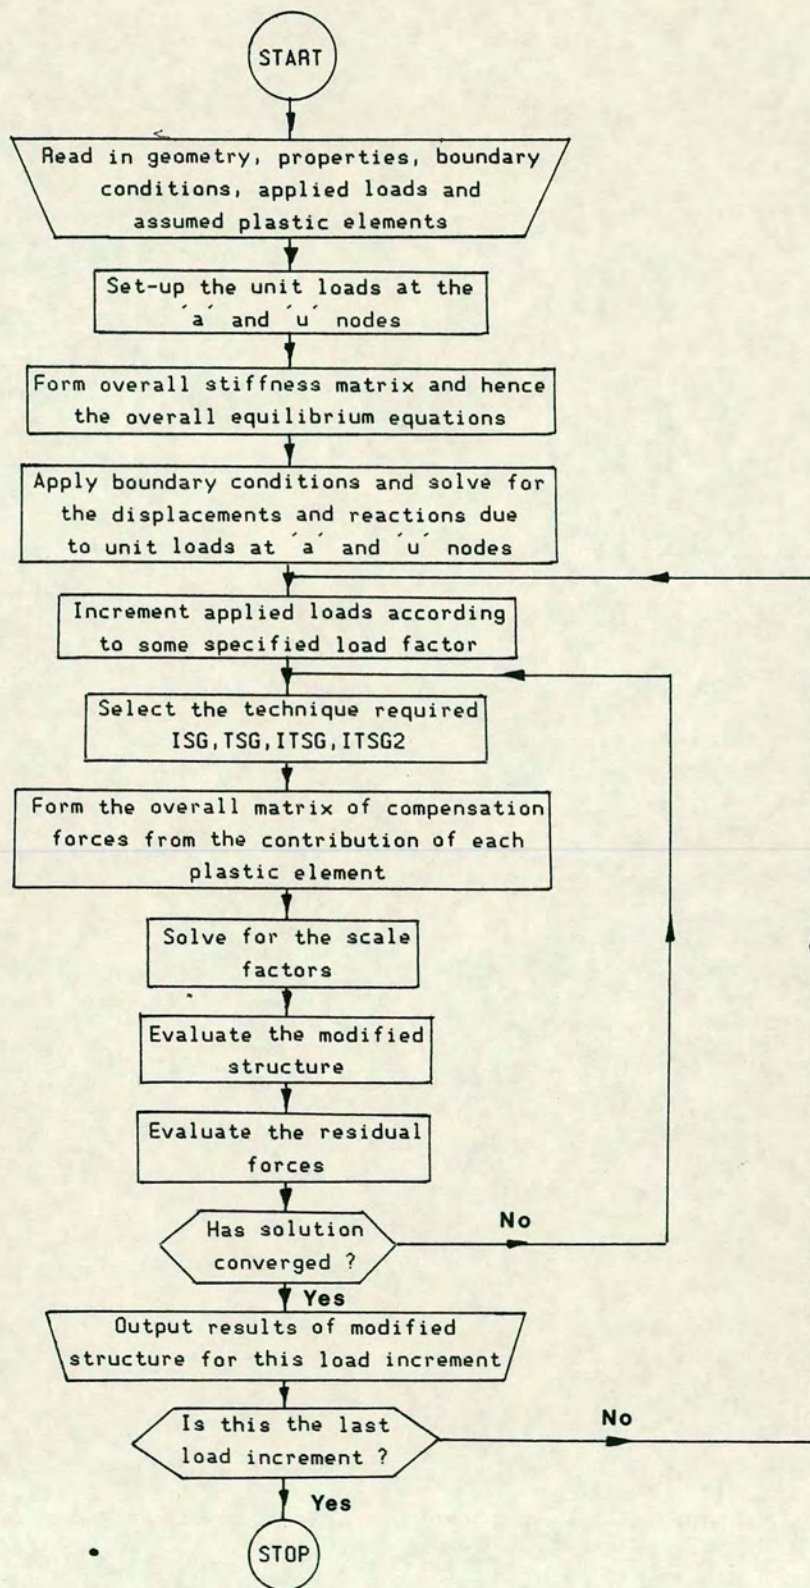 START
Read in geometry, properties, boundary
conditions, applied loads and
assumed plastic elements
Set-up the unit loads at the
'a' and 'u' nodes
Form overall stiffness matrix and hence
the overall equilibrium equations
Apply boundary conditions and solve for
the displacements and reactions due
to unit loads at 'a' and 'u' nodes
Increment applied loads according
to some specified load factor
Select the technique required
ISG, TSG, ITSG, ITSG2
Form the overall matrix of compensation
forces from the contribution of each
plastic element
Solve for the scale
factors
Evaluate the modified
structure
Evaluate the residual
forces
Has solution
converged ?
No
Yes
Output results of modified
structure for this load increment
Is this the last
load increment ?
No
Yes
STOP